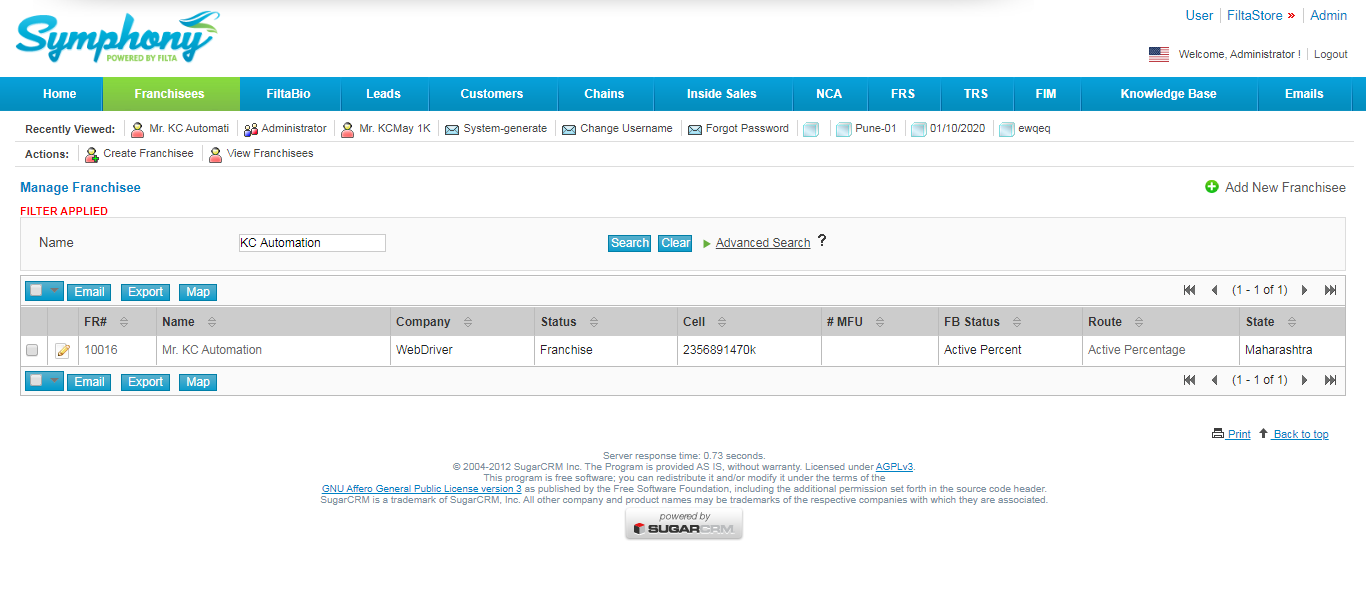 User FiltaStore » Admin
Symphony
POWERED BY FILTA
Welcome, Administrator ! Logout
Home Franchisees FiltaBio Leads Customers Chains Inside Sales NCA FRS TRS FIM Knowledge Base Emails
Recently Viewed: Mr. KC Automati Administrator Mr. KCMay 1K System-generate Change Username Forgot Password Pune-01 01/10/2020 ewqeq
Actions: Create Franchisee View Franchisees
Manage Franchisee Add New Franchisee
FILTER APPLIED
Name KC Automation Search Clear Advanced Search ?
Email Export Map (1 - 1 of 1)
FR# Name Company Status Cell # MFU FB Status Route State
10016 Mr. KC Automation WebDriver Franchise 2356891470k Active Percent Active Percentage Maharashtra
Email Export Map (1 - 1 of 1)
Print Back to top
Server response time: 0.73 seconds.
© 2004-2012 SugarCRM Inc. The Program is provided AS IS, without warranty. Licensed under AGPLv3.
This program is free software; you can redistribute it and/or modify it under the terms of the
GNU Affero General Public License version 3 as published by the Free Software Foundation, including the additional permission set forth in the source code header.
SugarCRM is a trademark of SugarCRM, Inc. All other company and product names may be trademarks of the respective companies with which they are associated.
powered by
SUGARCRM